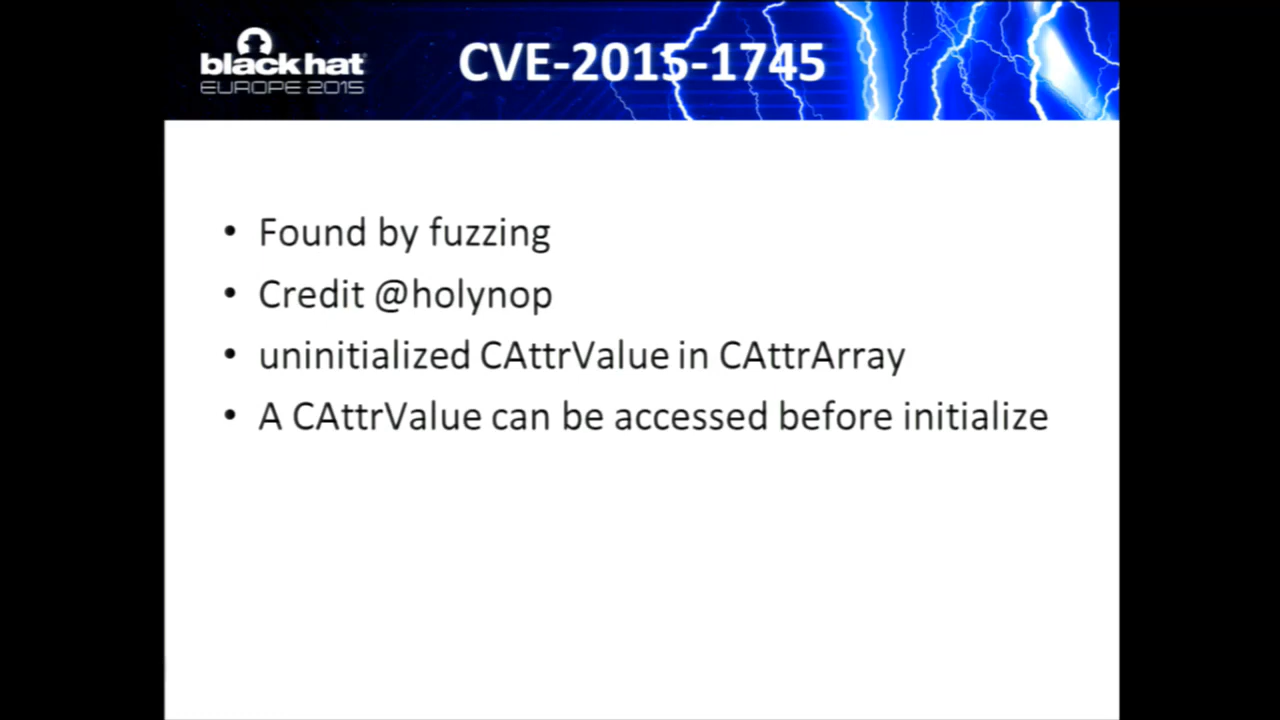 black hat
EUROPE 2015
CVE-2015-1745
• Found by fuzzing
• Credit @holynop
• uninitialized CAttrValue in CAttrArray
• A CAttrValue can be accessed before initialize